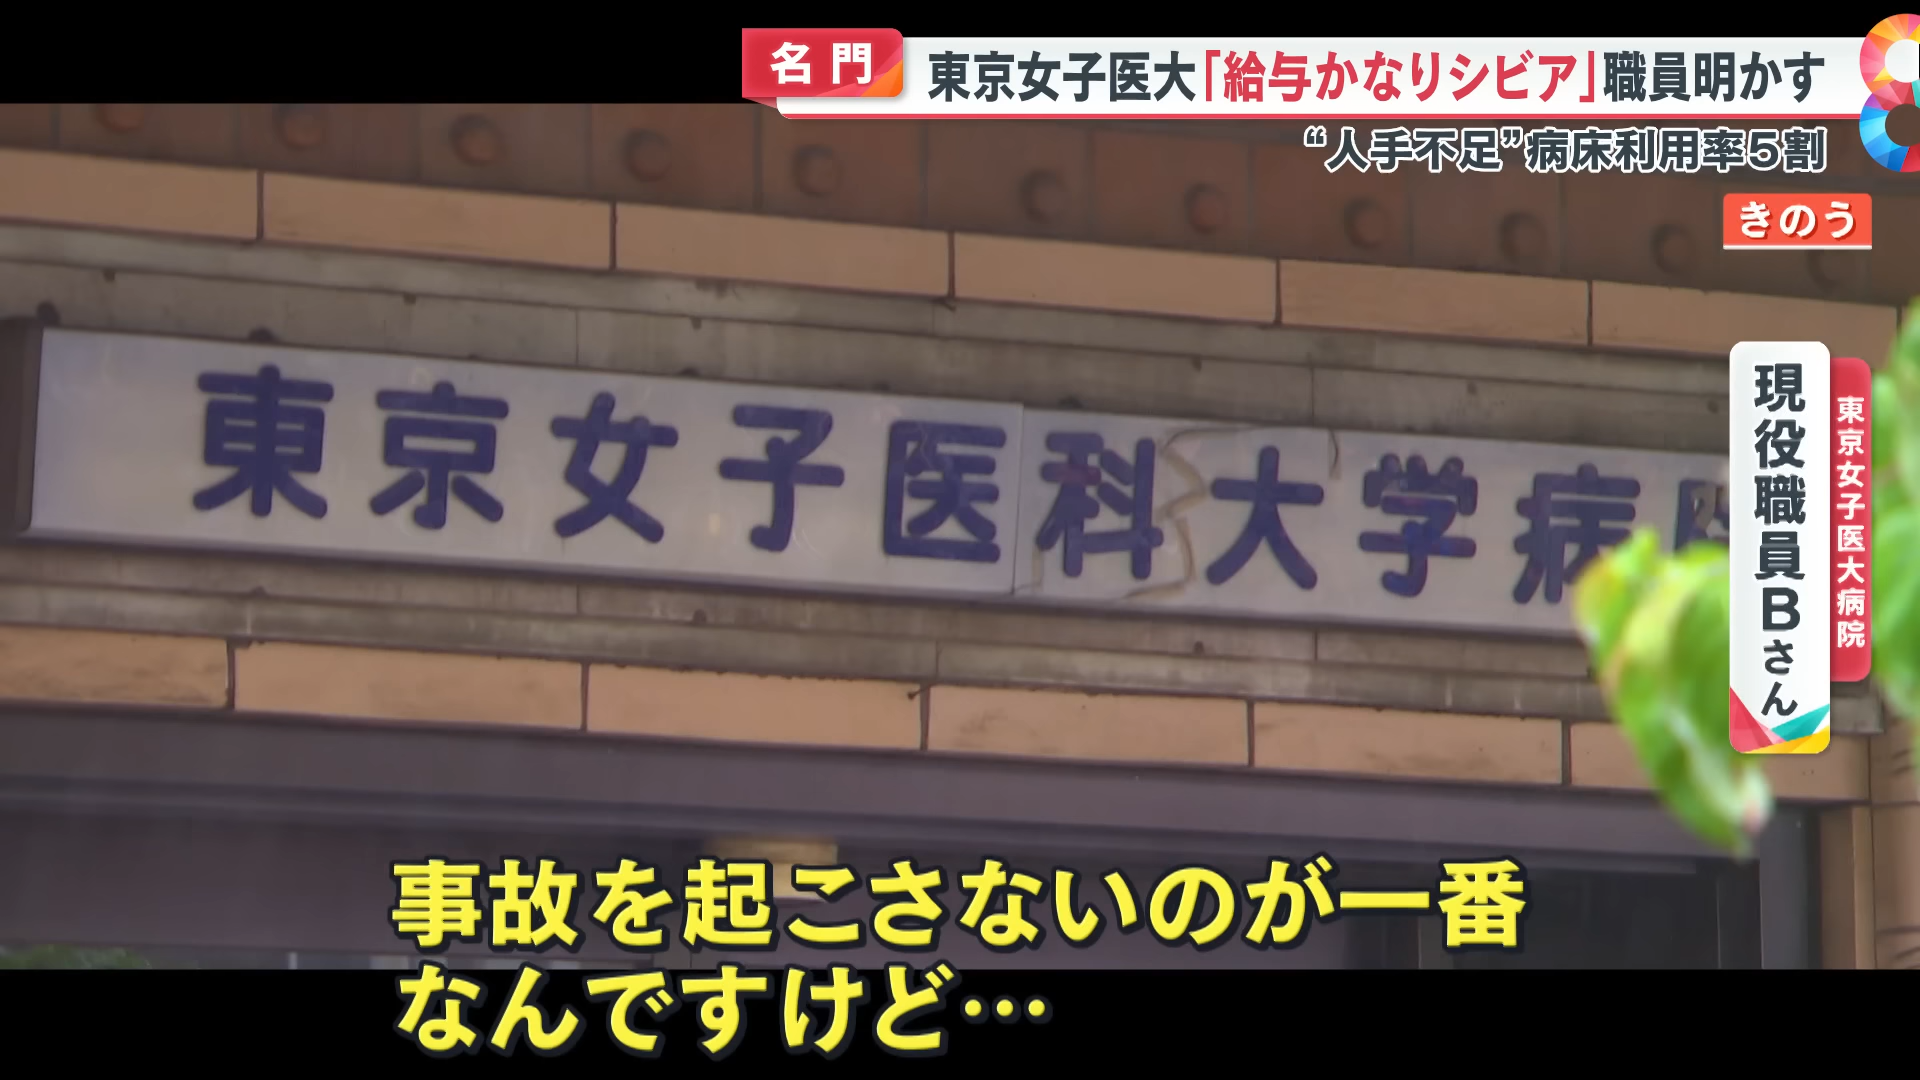 名門
東京女子医大「給与かなりシビア」職員明かす
“人手不足”病床利用率5割
きのう
東京女子医科大学病
東京女子医大病院
現役職員Bさん
事故を起こさないのが一番
なんですけど…